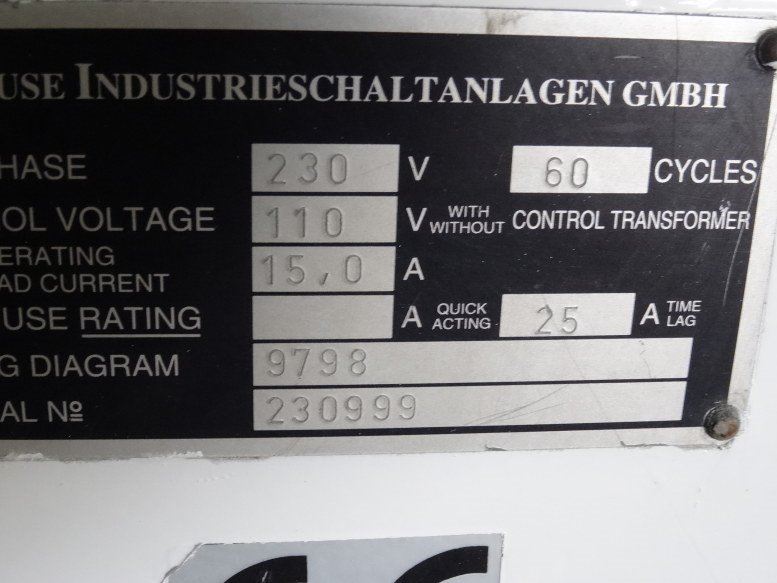 USE INDUSTRIESCHALTANLAGEN GMBH
HASE 230 V 60 CYCLES
OL VOLTAGE 110 V WITH WITHOUT CONTROL TRANSFORMER
ERATING
AD CURRENT 15,0 A
USE RATING A QUICK ACTING 25 A TIME LAG
G DIAGRAM 9798
AL Nº 230999